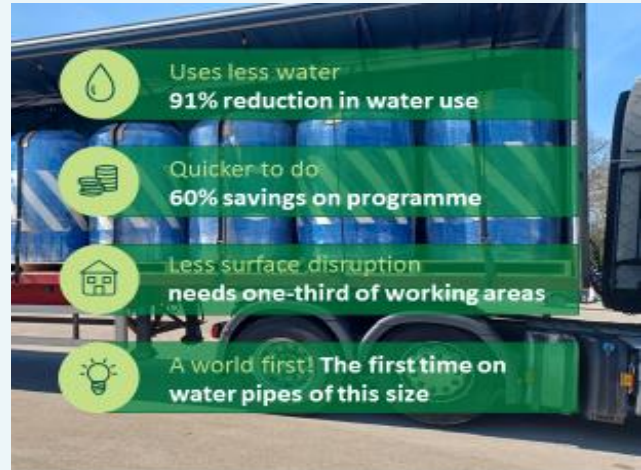 Uses less water
91% reduction in water use
Quicker to do
60% savings on programme
Less surface disruption
needs one-third of working areas
A world first! The first time on
water pipes of this size